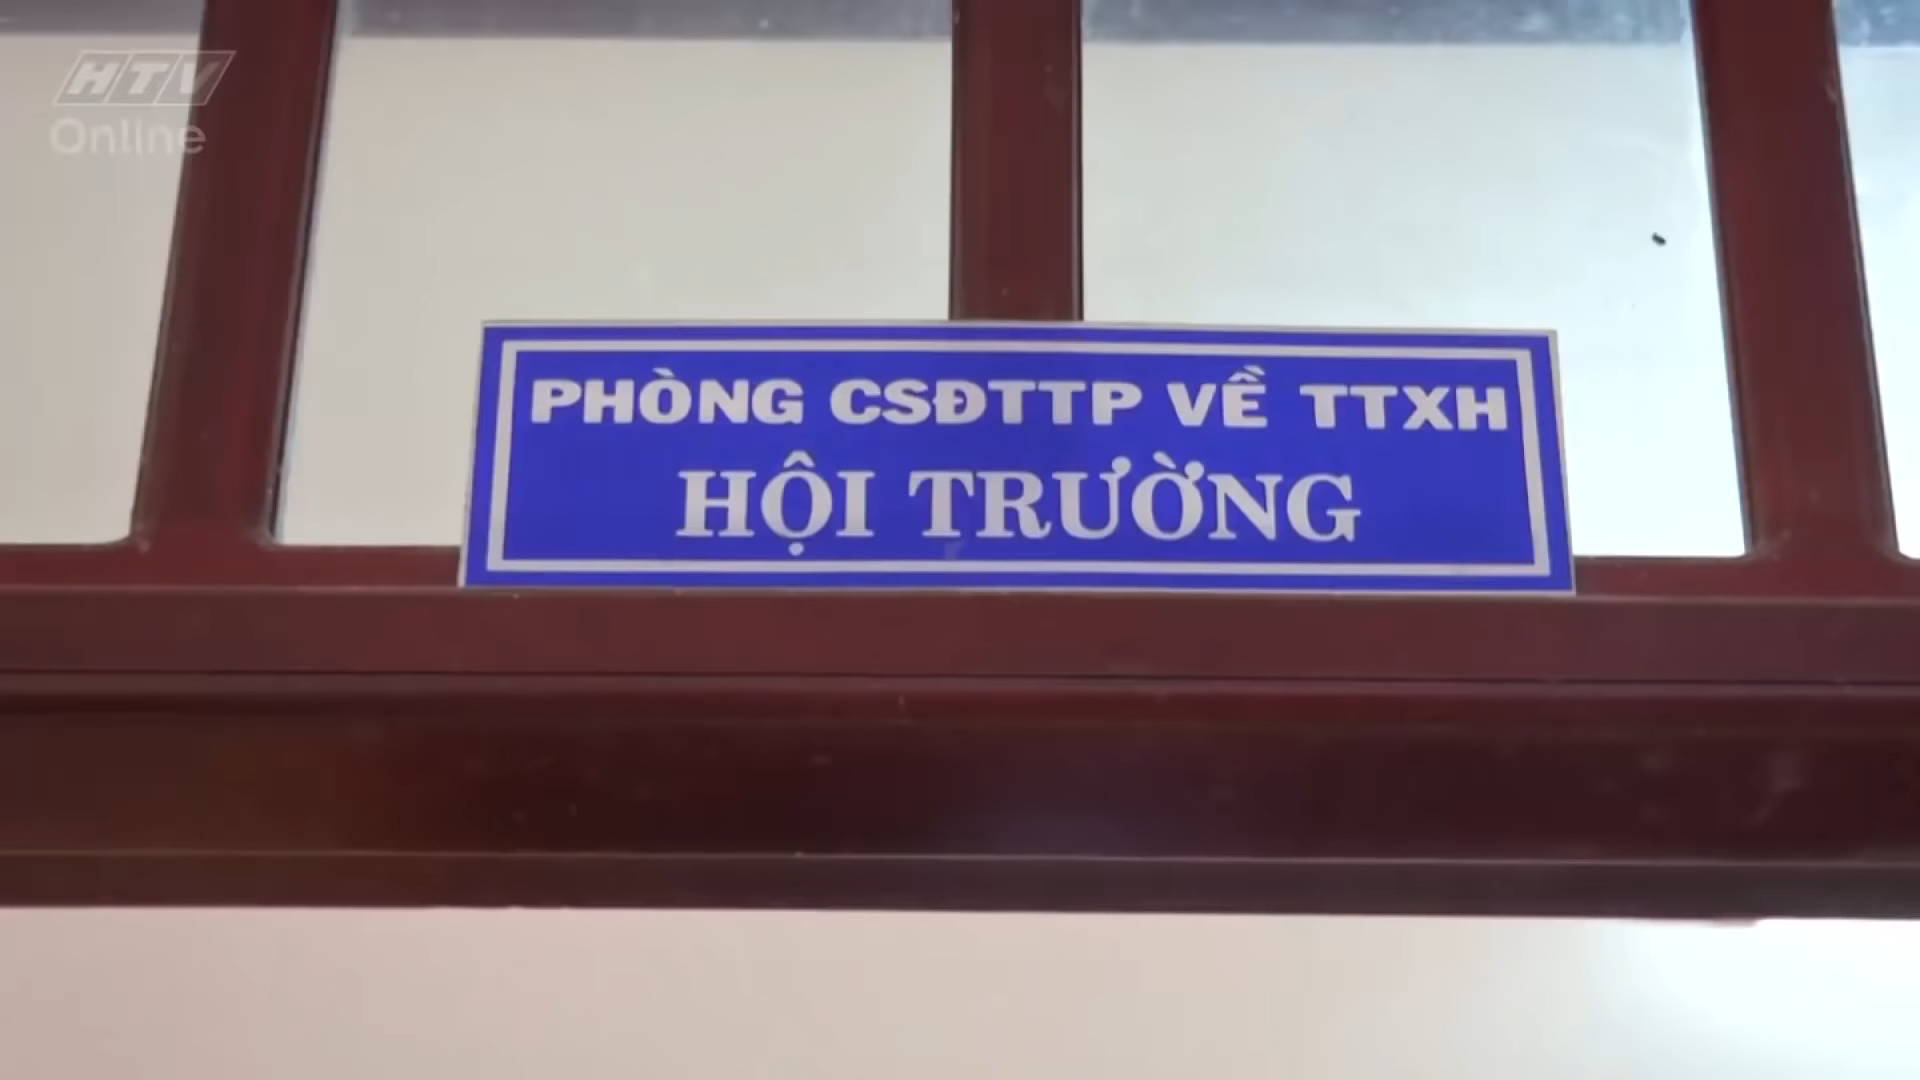 HTV
Online
PHÒNG CSĐTTP VỀ TTXH
HỘI TRƯỜNG